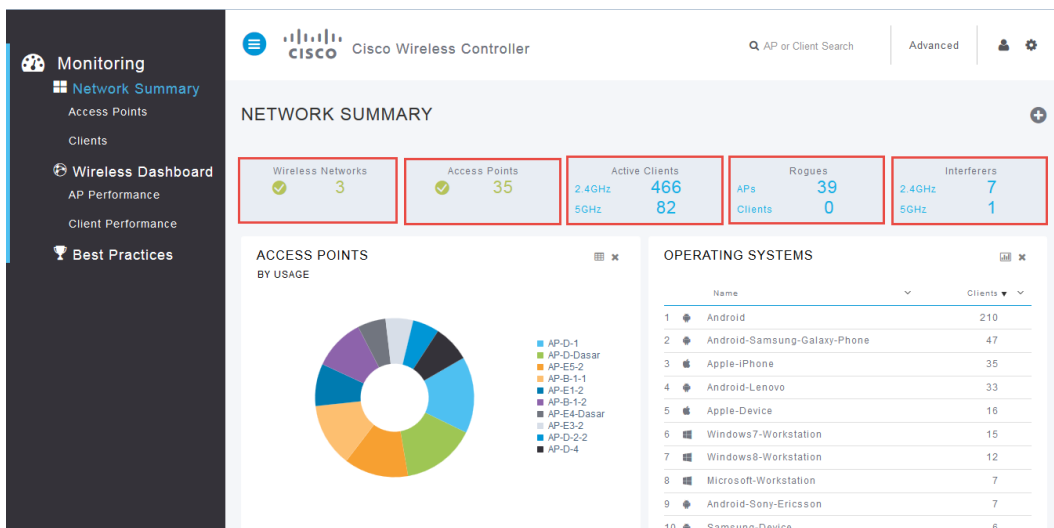 Monitoring
Network Summary
Access Points
Clients
Wireless Dashboard
AP Performance
Client Performance
Best Practices
CISCO Cisco Wireless Controller
AP or Client Search
Advanced
NETWORK SUMMARY
Wireless Networks
3
Access Points
35
Active Clients
2.4GHz 466
5GHz 82
Rogues
APs 39
Clients 0
Interferers
2.4GHz 7
5GHz 1
ACCESS POINTS
BY USAGE
AP-D-1
AP-D-Dasar
AP-E5-2
AP-B-1-1
AP-E1-2
AP-B-1-2
AP-E4-Dasar
AP-E3-2
AP-D-2-2
AP-D-4
OPERATING SYSTEMS
Name Clients
1 Android 210
2 Android-Samsung-Galaxy-Phone 47
3 Apple-iPhone 35
4 Android-Lenovo 33
5 Apple-Device 16
6 Windows7-Workstation 15
7 Windows8-Workstation 12
8 Microsoft-Workstation 7
9 Android-Sony-Ericsson 7
10 Samsung-Device 6